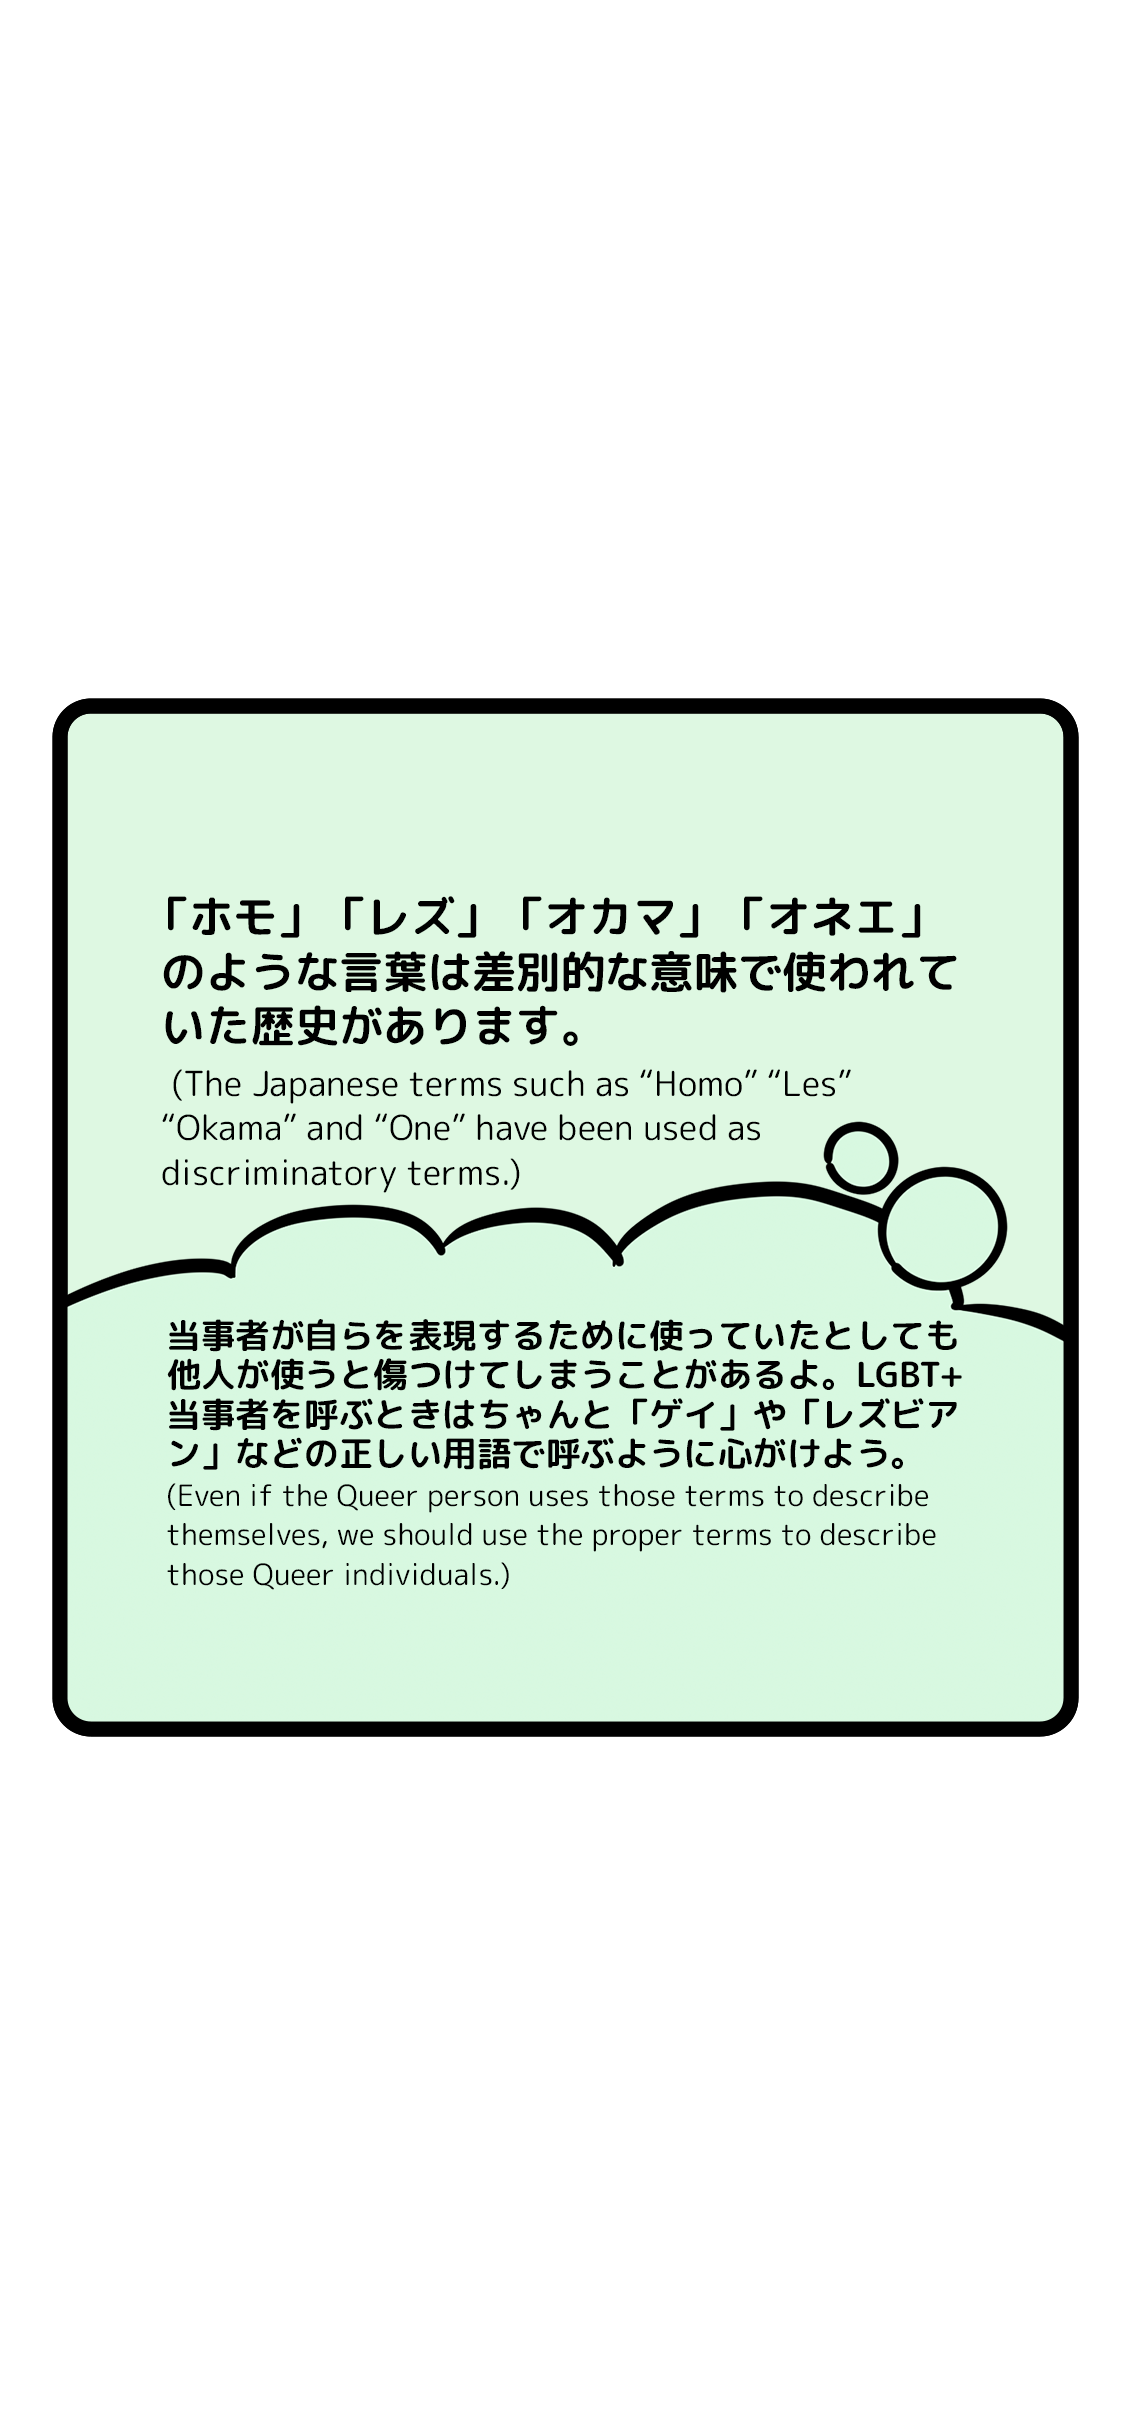 「ホモ」「レズ」「オカマ」「オネエ」
のような言葉は差別的な意味で使われて
いた歴史があります。
(The Japanese terms such as “Homo” “Les”
“Okama” and “One” have been used as
discriminatory terms.)
当事者が自らを表現するために使っていたとしても
他人が使うと傷つけてしまうことがあるよ。LGBT+
当事者を呼ぶときはちゃんと「ゲイ」や「レズビア
ン」などの正しい用語で呼ぶように心がけよう。
(Even if the Queer person uses those terms to describe
themselves, we should use the proper terms to describe
those Queer individuals.)